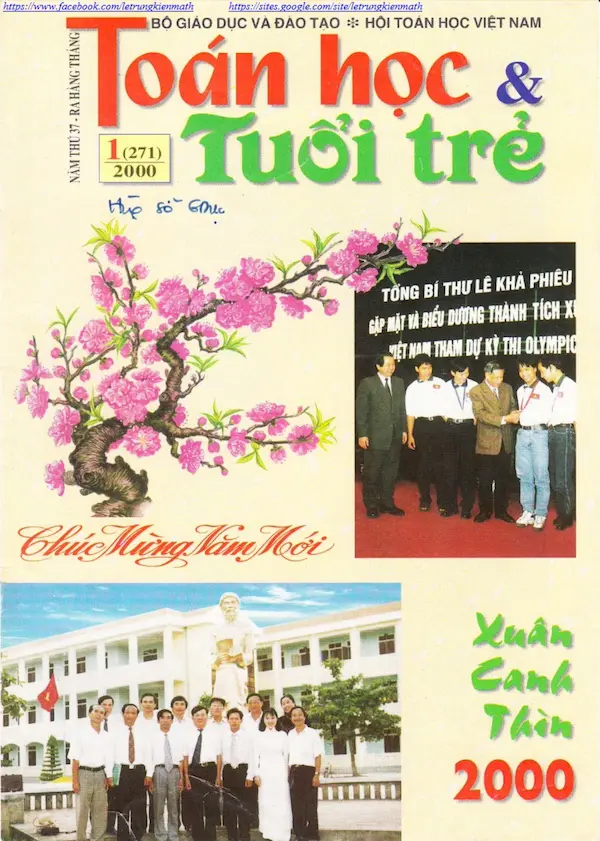 https://www.facebook.com/letrungkienmath https://sites.google.com/site/letrungkienmath
BỘ GIÁO DỤC VÀ ĐÀO TẠO ✻ HỘI TOÁN HỌC VIỆT NAM
NĂM THỨ 37 - RA HÀNG THÁNG
Toán học &
Tuổi trẻ
1(271)
2000
TỔNG BÍ THƯ LÊ KHẢ PHIÊU
GẶP MẶT VÀ BIỂU DƯƠNG THÀNH TÍCH X
VIỆT NAM THAM DỰ KỲ THI OLYMPIC
Chúc Mừng Năm Mới
Xuân
Canh
Thìn
2000